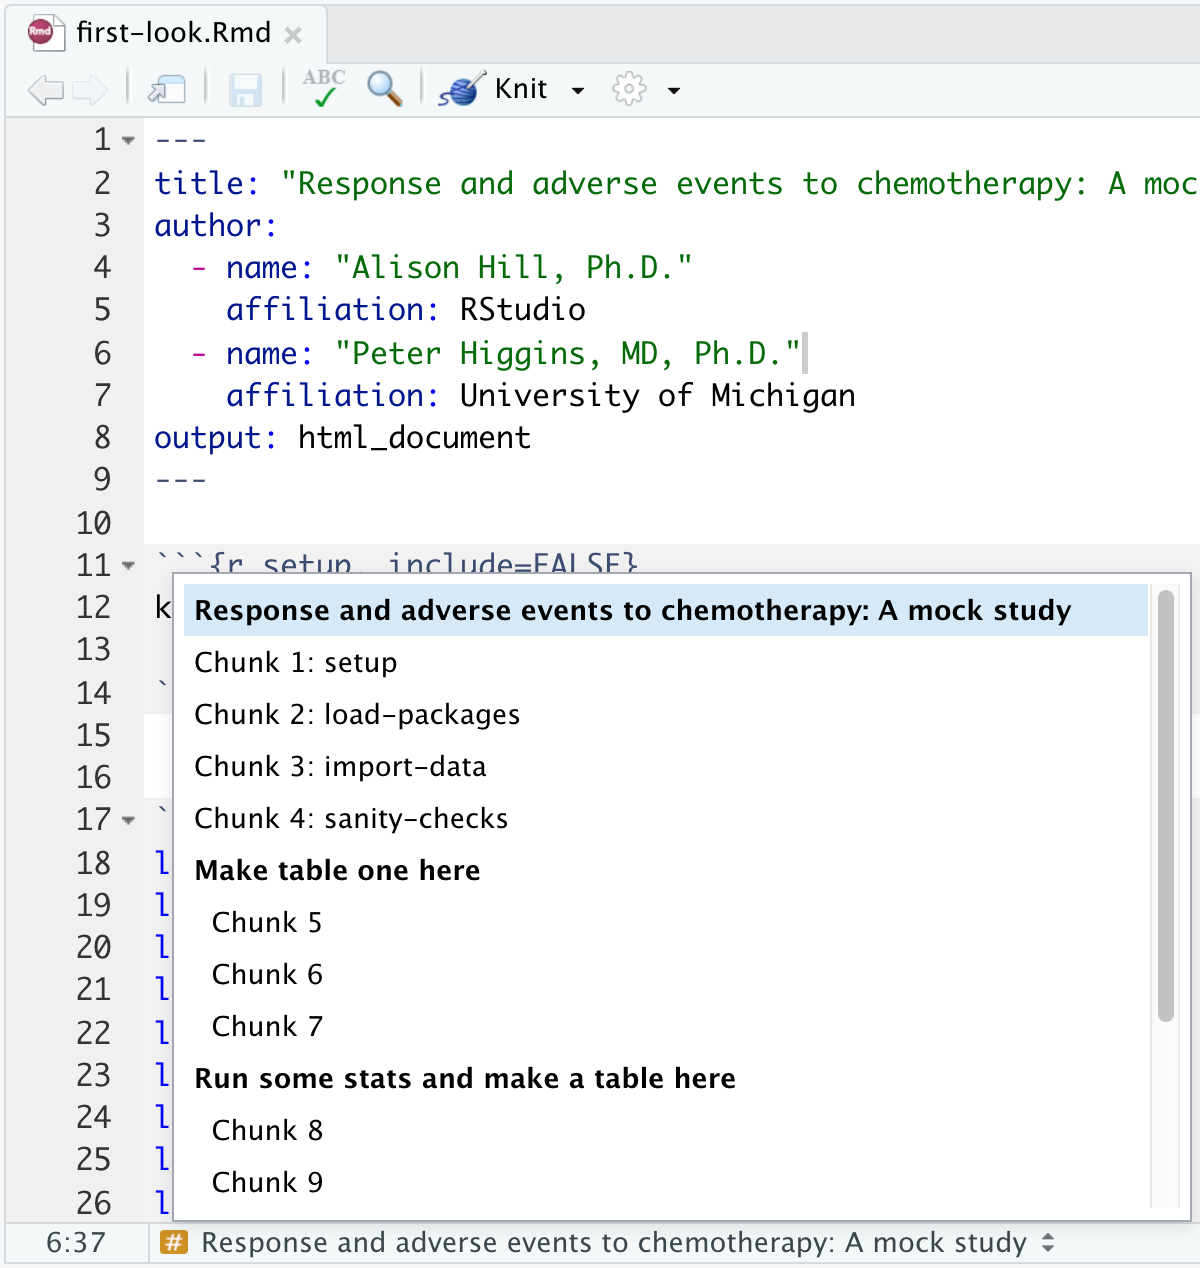 Rmd first-look.Rmd
ABC Knit
1 ---
2 title: "Response and adverse events to chemotherapy: A moc
3 author:
4 - name: "Alison Hill, Ph.D."
5 affiliation: RStudio
6 - name: "Peter Higgins, MD, Ph.D."
7 affiliation: University of Michigan
8 output: html_document
9 ---
10
11 ```{r setup, include=FALSE}
12 k
13
14 `
15
16
17 `
18 l
19 l
20 l
21 l
22 l
23 l
24 l
25 l
26 l
Response and adverse events to chemotherapy: A mock study
Chunk 1: setup
Chunk 2: load-packages
Chunk 3: import-data
Chunk 4: sanity-checks
Make table one here
Chunk 5
Chunk 6
Chunk 7
Run some stats and make a table here
Chunk 8
Chunk 9
6:37 # Response and adverse events to chemotherapy: A mock study